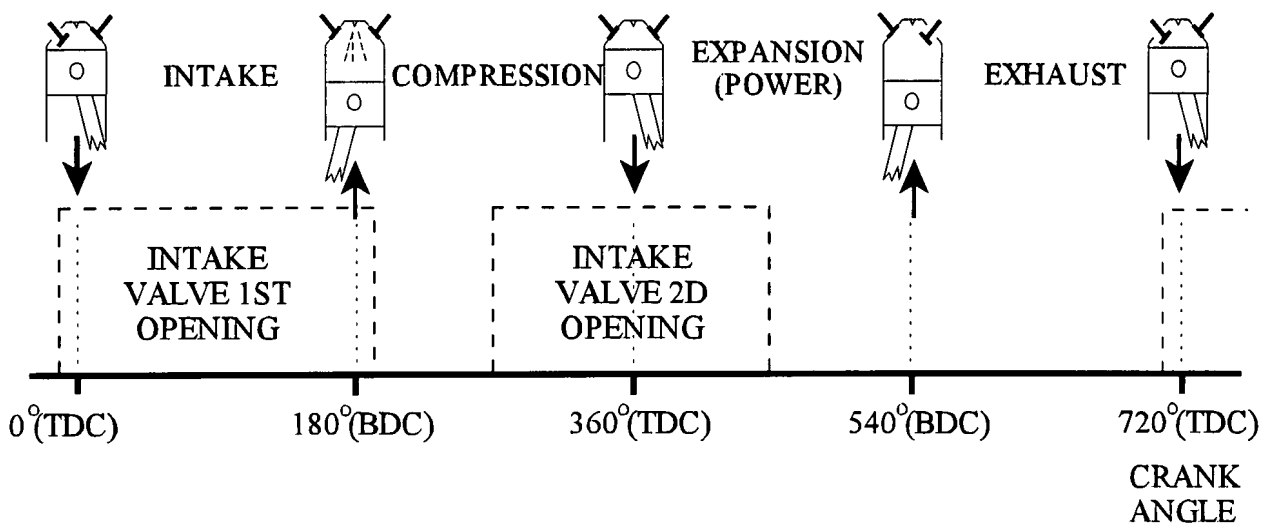 INTAKE
COMPRESSION
EXPANSION
(POWER)
EXHAUST
INTAKE
VALVE 1ST
OPENING
INTAKE
VALVE 2D
OPENING
0°(TDC)
180°(BDC)
360°(TDC)
540°(BDC)
720°(TDC)
CRANK
ANGLE